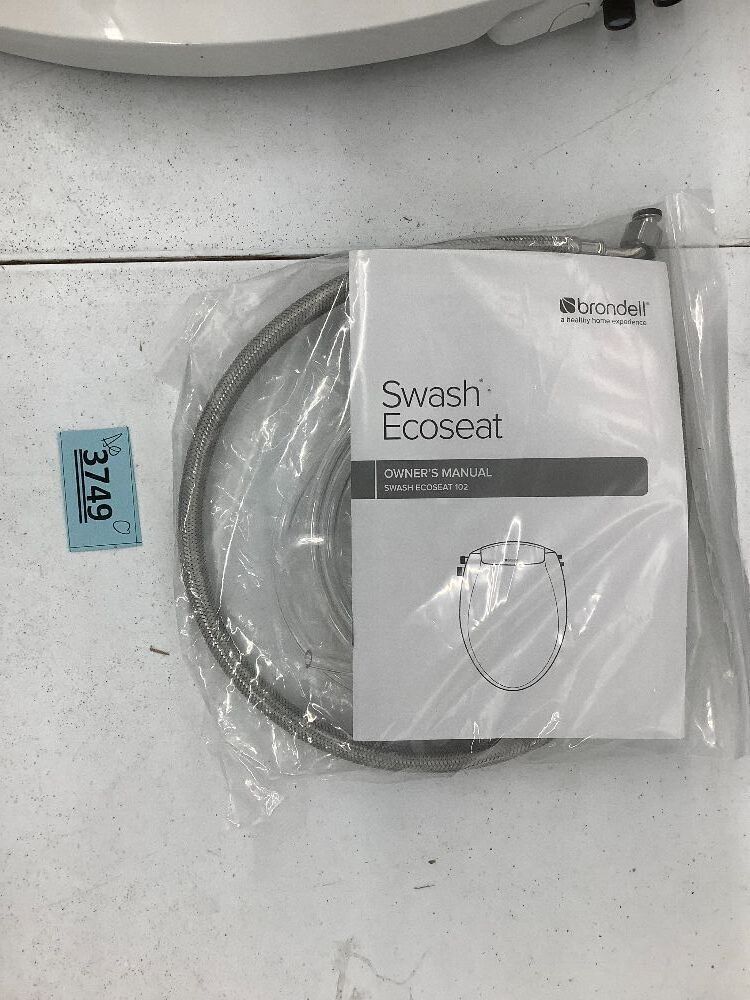 brondell®
a healthy home experience
Swash®
Ecoseat
OWNER'S MANUAL
SWASH ECOSEAT 102
3749